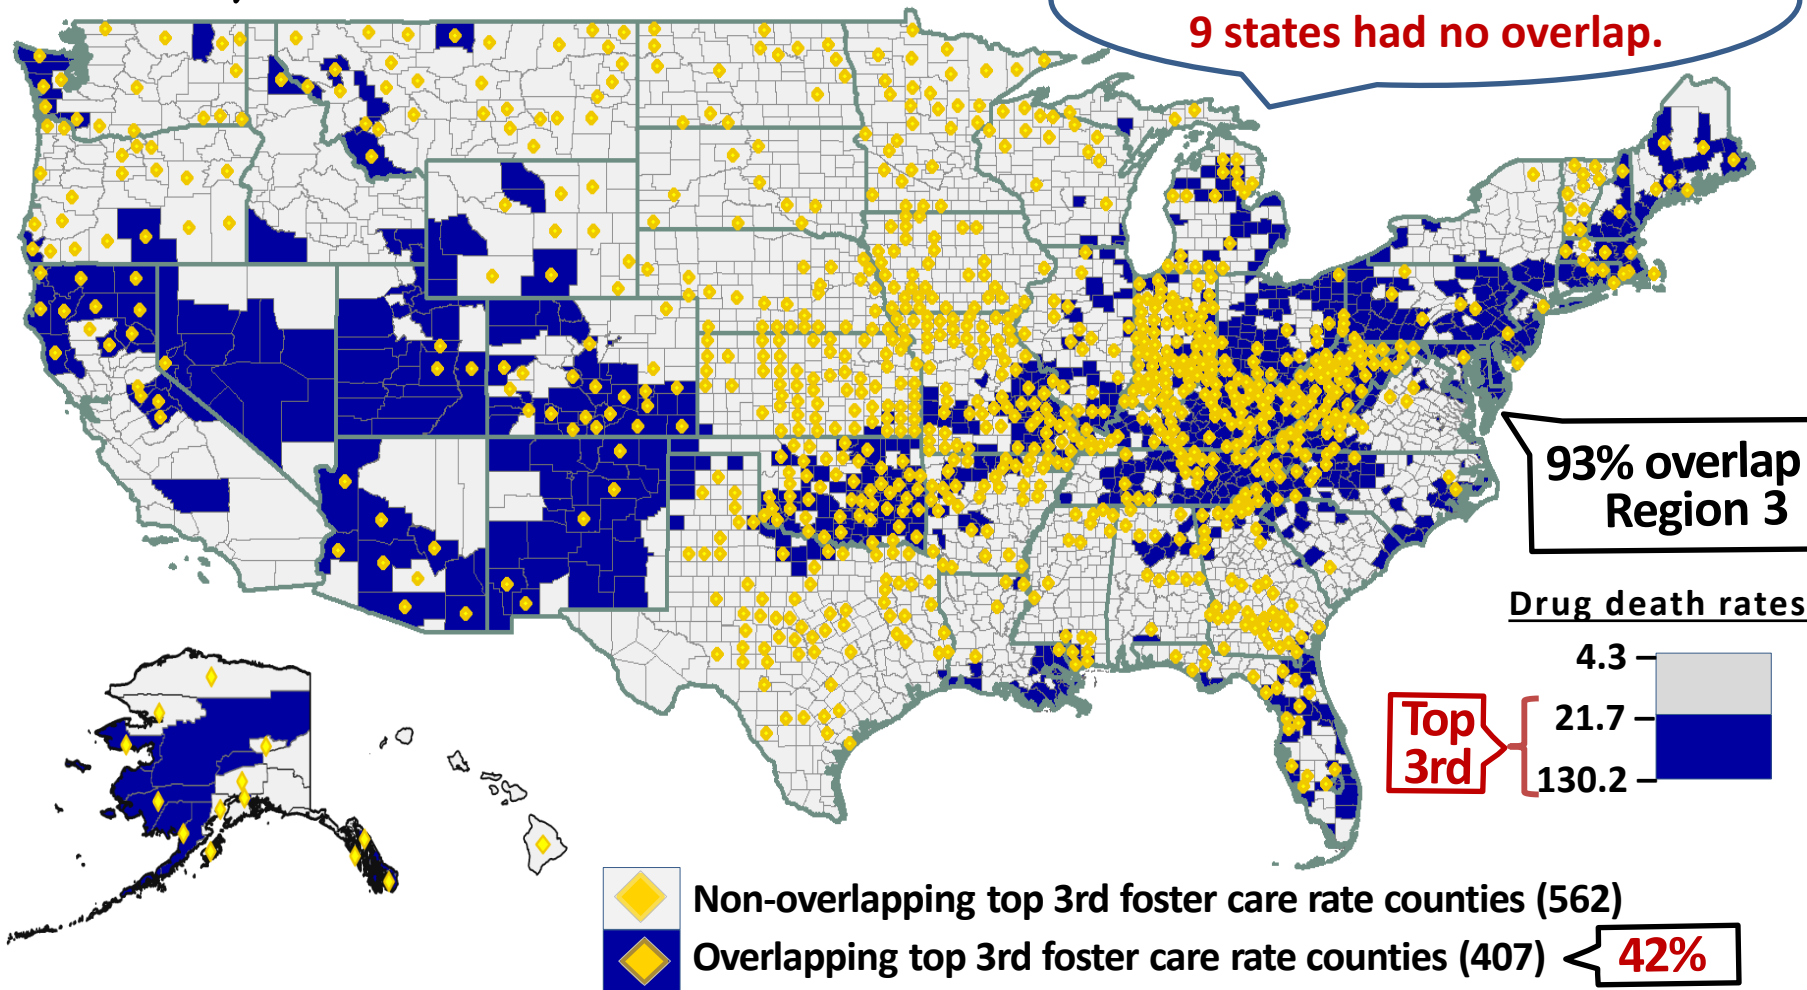 9 states had no overlap.
93% overlap
Region 3
Drug death rates
4.3
21.7
130.2
Top
3rd
Non-overlapping top 3rd foster care rate counties (562)
Overlapping top 3rd foster care rate counties (407)
42%